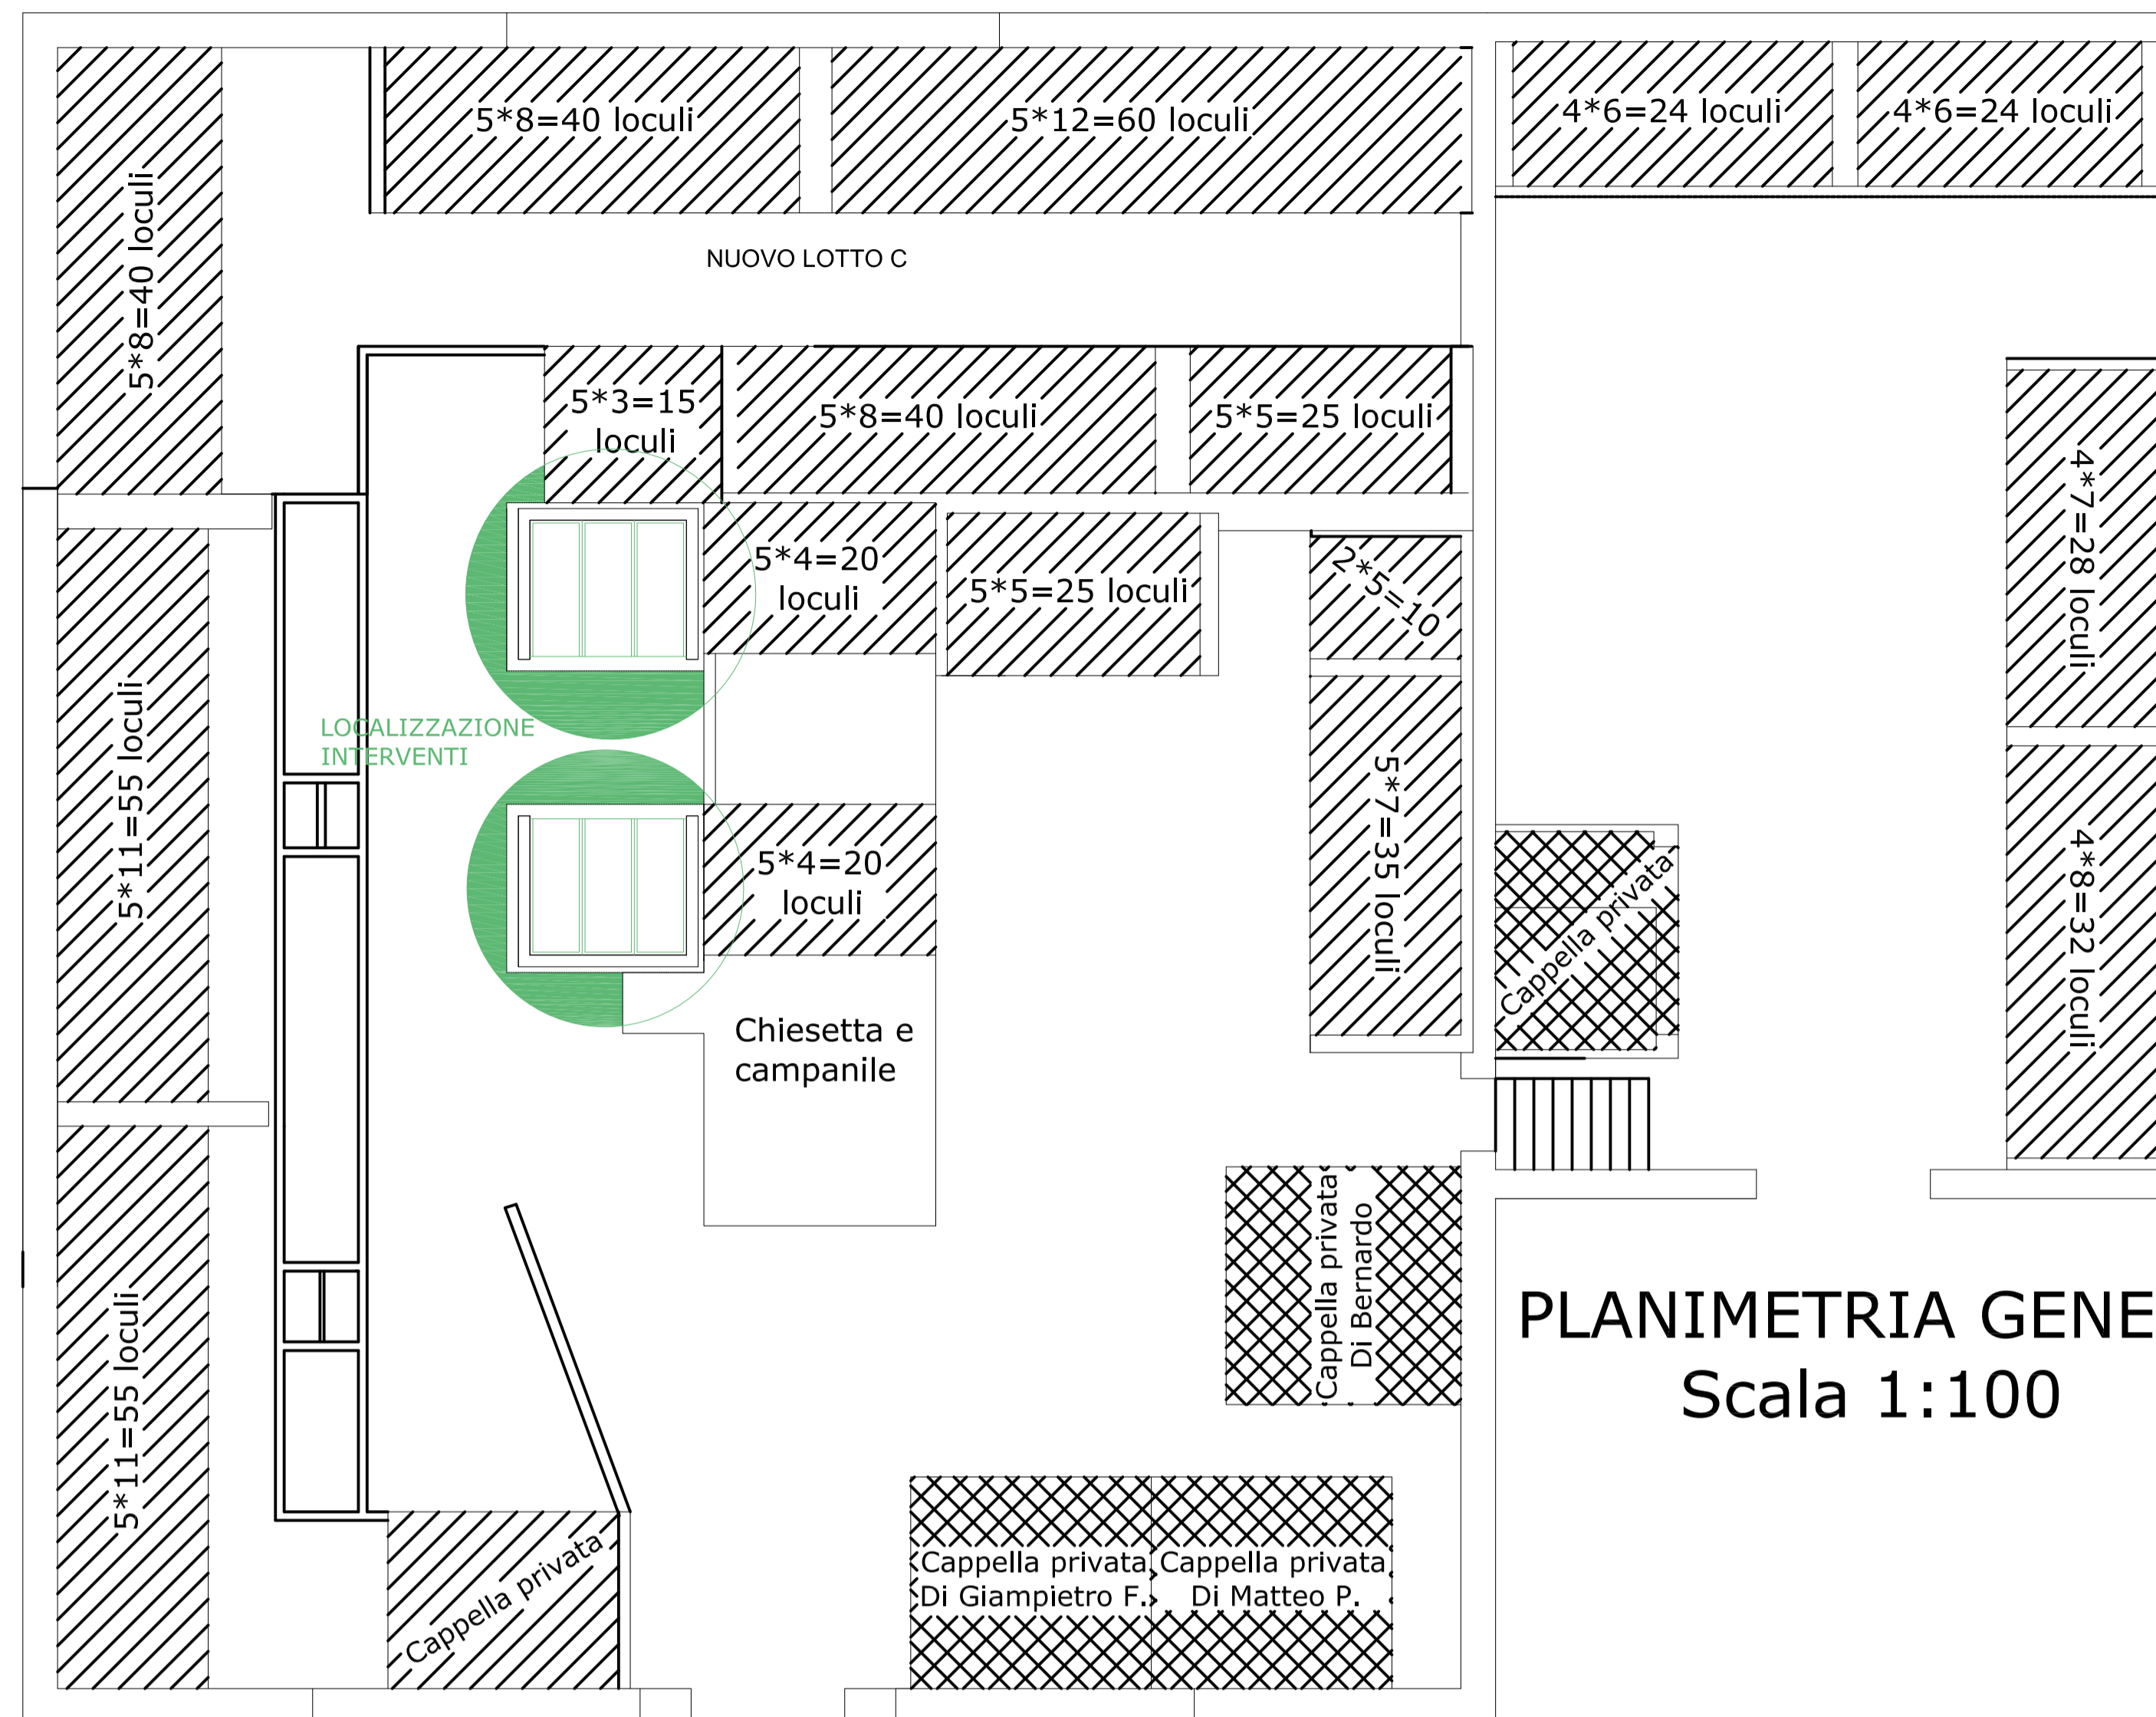 5*8=40 loculi
5*12=60 loculi
4*6=24 loculi
4*6=24 loculi
5*8=40 loculi
NUOVO LOTTO C
5*3=15
loculi
5*8=40 loculi
5*5=25 loculi
4*7=28 loculi
5*4=20
loculi
5*5=25 loculi
2*5=10
LOCALIZZAZIONE
INTERVENTI
5*11=55 loculi
5*4=20
loculi
5*7=35 loculi
Cappella privata
4*8=32 loculi
Chiesetta e
campanile
Cappella privata
Di Bernardo
PLANIMETRIA GENE
Scala 1:100
5*11=55 loculi
Cappella privata
Cappella privata
Di Giampietro F.
Cappella privata
Di Matteo P.